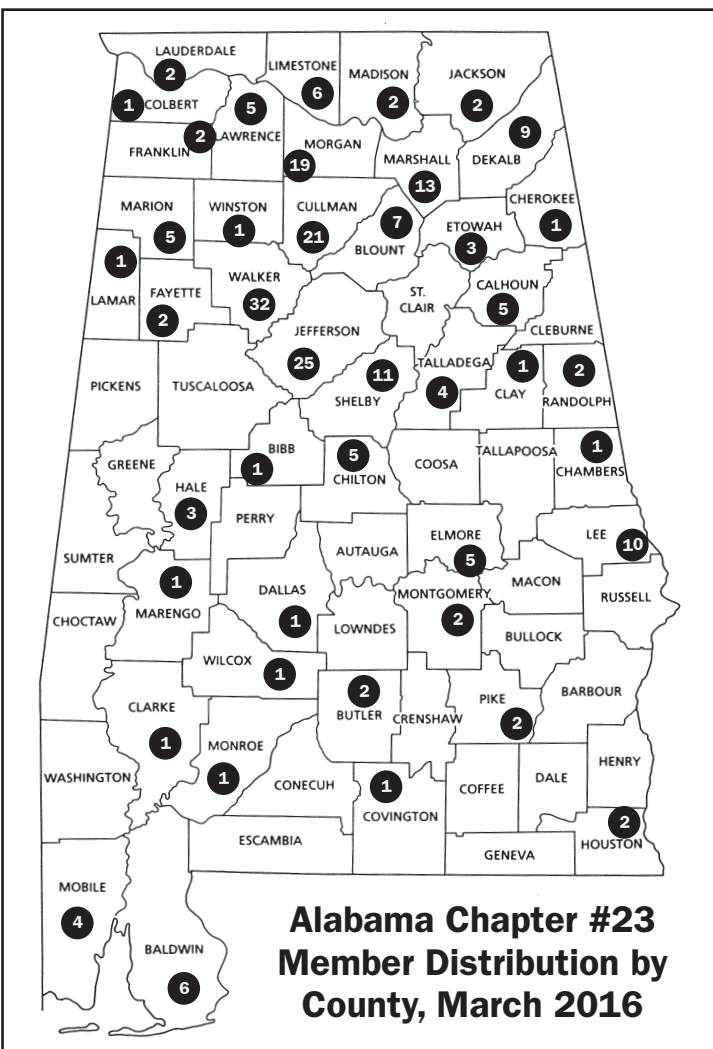 LAUDERDALE
2
LIMESTONE
6
MADISON
2
JACKSON
2
1 COLBERT
5
LAWRENCE
2
FRANKLIN
MORGAN
19
MARSHALL
13
9
DEKALB
MARION
5
WINSTON
1
CULLMAN
21
7
BLOUNT
ETOWAH
3
CHEROKEE
1
1
LAMAR
FAYETTE
2
WALKER
32
JEFFERSON
25
ST.
CLAIR
CALHOUN
5
CLEBURNE
PICKENS
TUSCALOOSA
11
SHELBY
TALLADEGA
4
1
CLAY
2
RANDOLPH
GREENE
HALE
3
BIBB
1
5
CHILTON
COOSA
TALLAPOOSA
1
CHAMBERS
SUMTER
PERRY
AUTAUGA
ELMORE
5
LEE
10
1
MARENGO
DALLAS
1
LOWNDES
MONTGOMERY
2
MACON
RUSSELL
CHOCTAW
BULLOCK
WILCOX
1
CLARKE
1
2
BUTLER
CRENSHAW
PIKE
2
BARBOUR
WASHINGTON
MONROE
1
CONECUH
1
COVINGTON
COFFEE
DALE
HENRY
ESCAMBIA
GENEVA
2
HOUSTON
MOBILE
4
BALDWIN
6
Alabama Chapter #23
Member Distribution by
County, March 2016